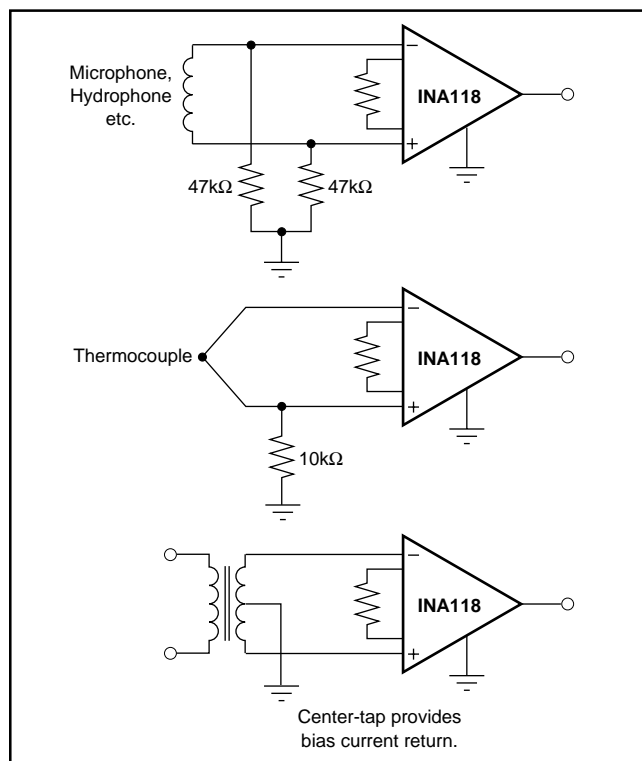 Microphone,
Hydrophone
etc.
−
INA118
+
47kΩ
47kΩ
Thermocouple
−
INA118
+
10kΩ
−
INA118
+
Center-tap provides
bias current return.